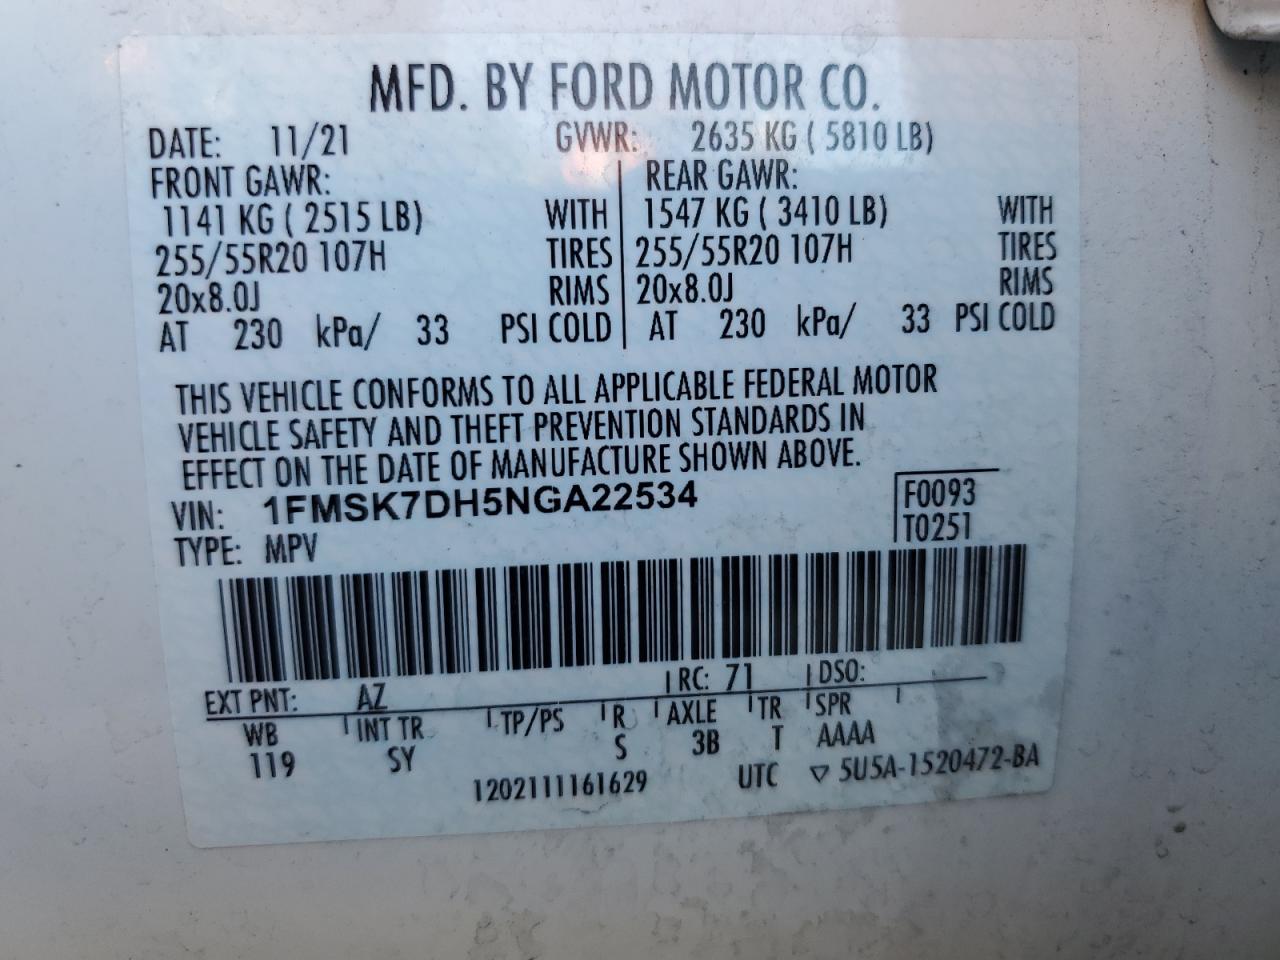 MFD. BY FORD MOTOR CO.
DATE: 11/21 GVWR: 2635 KG ( 5810 LB)
FRONT GAWR: REAR GAWR:
1141 KG ( 2515 LB) WITH 1547 KG ( 3410 LB) WITH
255/55R20 107H TIRES 255/55R20 107H TIRES
20x8.0J RIMS 20x8.0J RIMS
AT 230 kPa/ 33 PSI COLD AT 230 kPa/ 33 PSI COLD
THIS VEHICLE CONFORMS TO ALL APPLICABLE FEDERAL MOTOR
VEHICLE SAFETY AND THEFT PREVENTION STANDARDS IN
EFFECT ON THE DATE OF MANUFACTURE SHOWN ABOVE.
VIN: 1FMSK7DH5NGA22534 F0093
TYPE: MPV T0251
EXT PNT: AZ RC: 71 DSO:
WB INT TR TP/PS R AXLE TR SPR
119 SY S 3B T AAAA
1202111161629 UTC ▽ 5U5A-1520472-BA